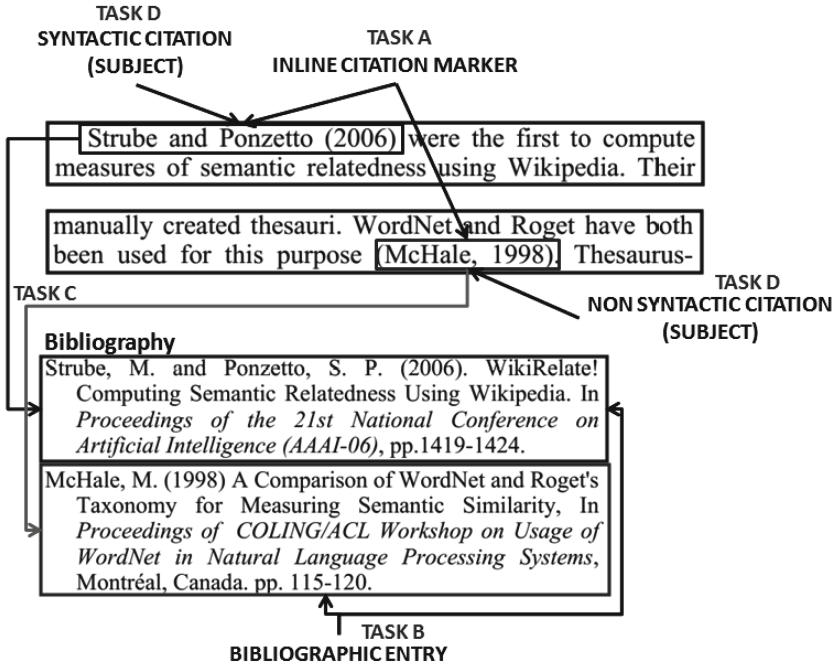 TASK D
SYNTACTIC CITATION
(SUBJECT)
TASK A
INLINE CITATION MARKER
Strube and Ponzetto (2006) were the first to compute
measures of semantic relatedness using Wikipedia. Their
manually created thesauri. WordNet and Roget have both
been used for this purpose (McHale, 1998). Thesaurus-
TASK C
TASK D
NON SYNTACTIC CITATION
(SUBJECT)
Bibliography
Strube, M. and Ponzetto, S. P. (2006). WikiRelate!
Computing Semantic Relatedness Using Wikipedia. In
Proceedings of the 21st National Conference on
Artificial Intelligence (AAAI-06), pp.1419-1424.
McHale, M. (1998) A Comparison of WordNet and Roget's
Taxonomy for Measuring Semantic Similarity, In
Proceedings of COLING/ACL Workshop on Usage of
WordNet in Natural Language Processing Systems,
Montréal, Canada. pp. 115-120.
TASK B
BIBLIOGRAPHIC ENTRY